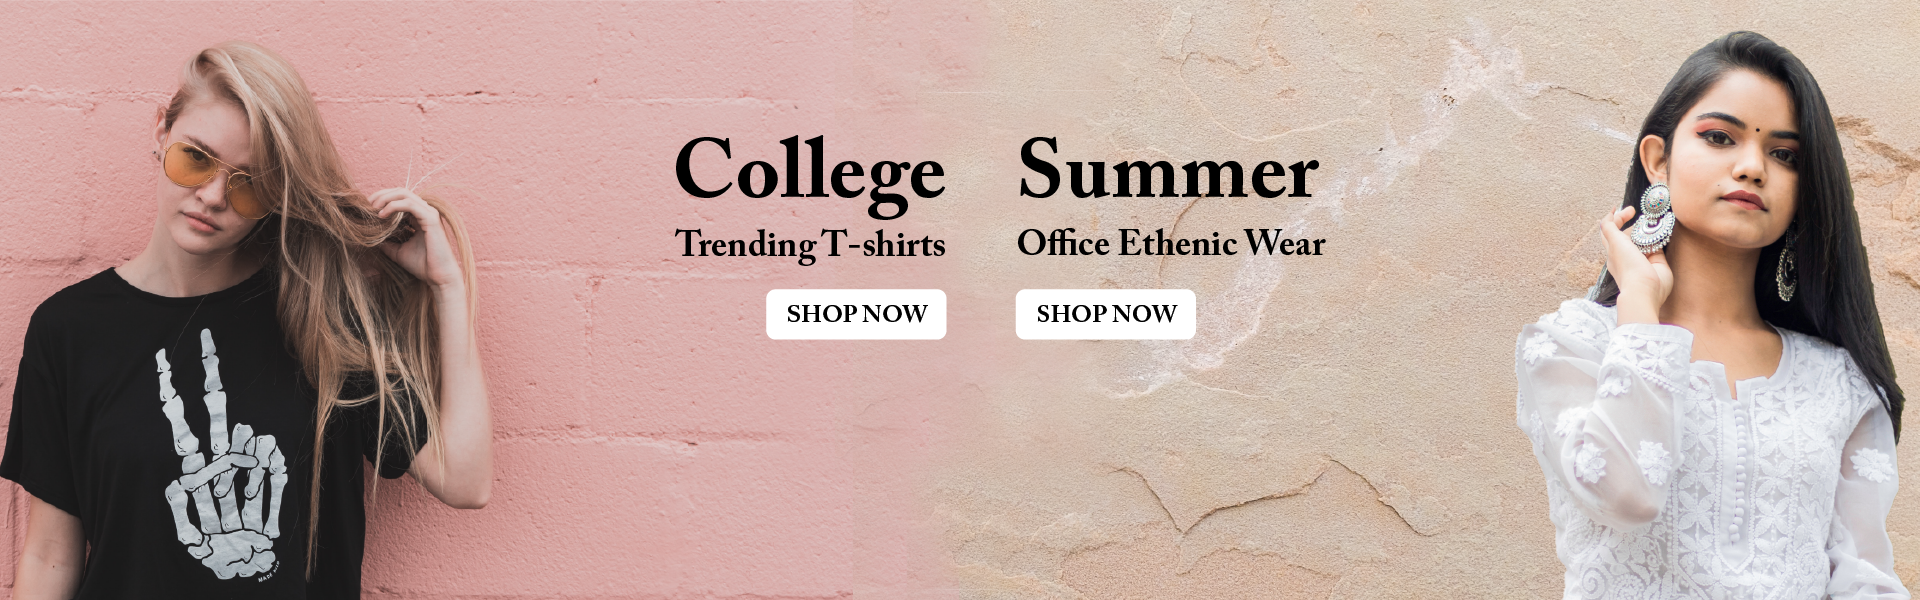 College
Trending T-shirts
SHOP NOW
Summer
Office Ethenic Wear
SHOP NOW